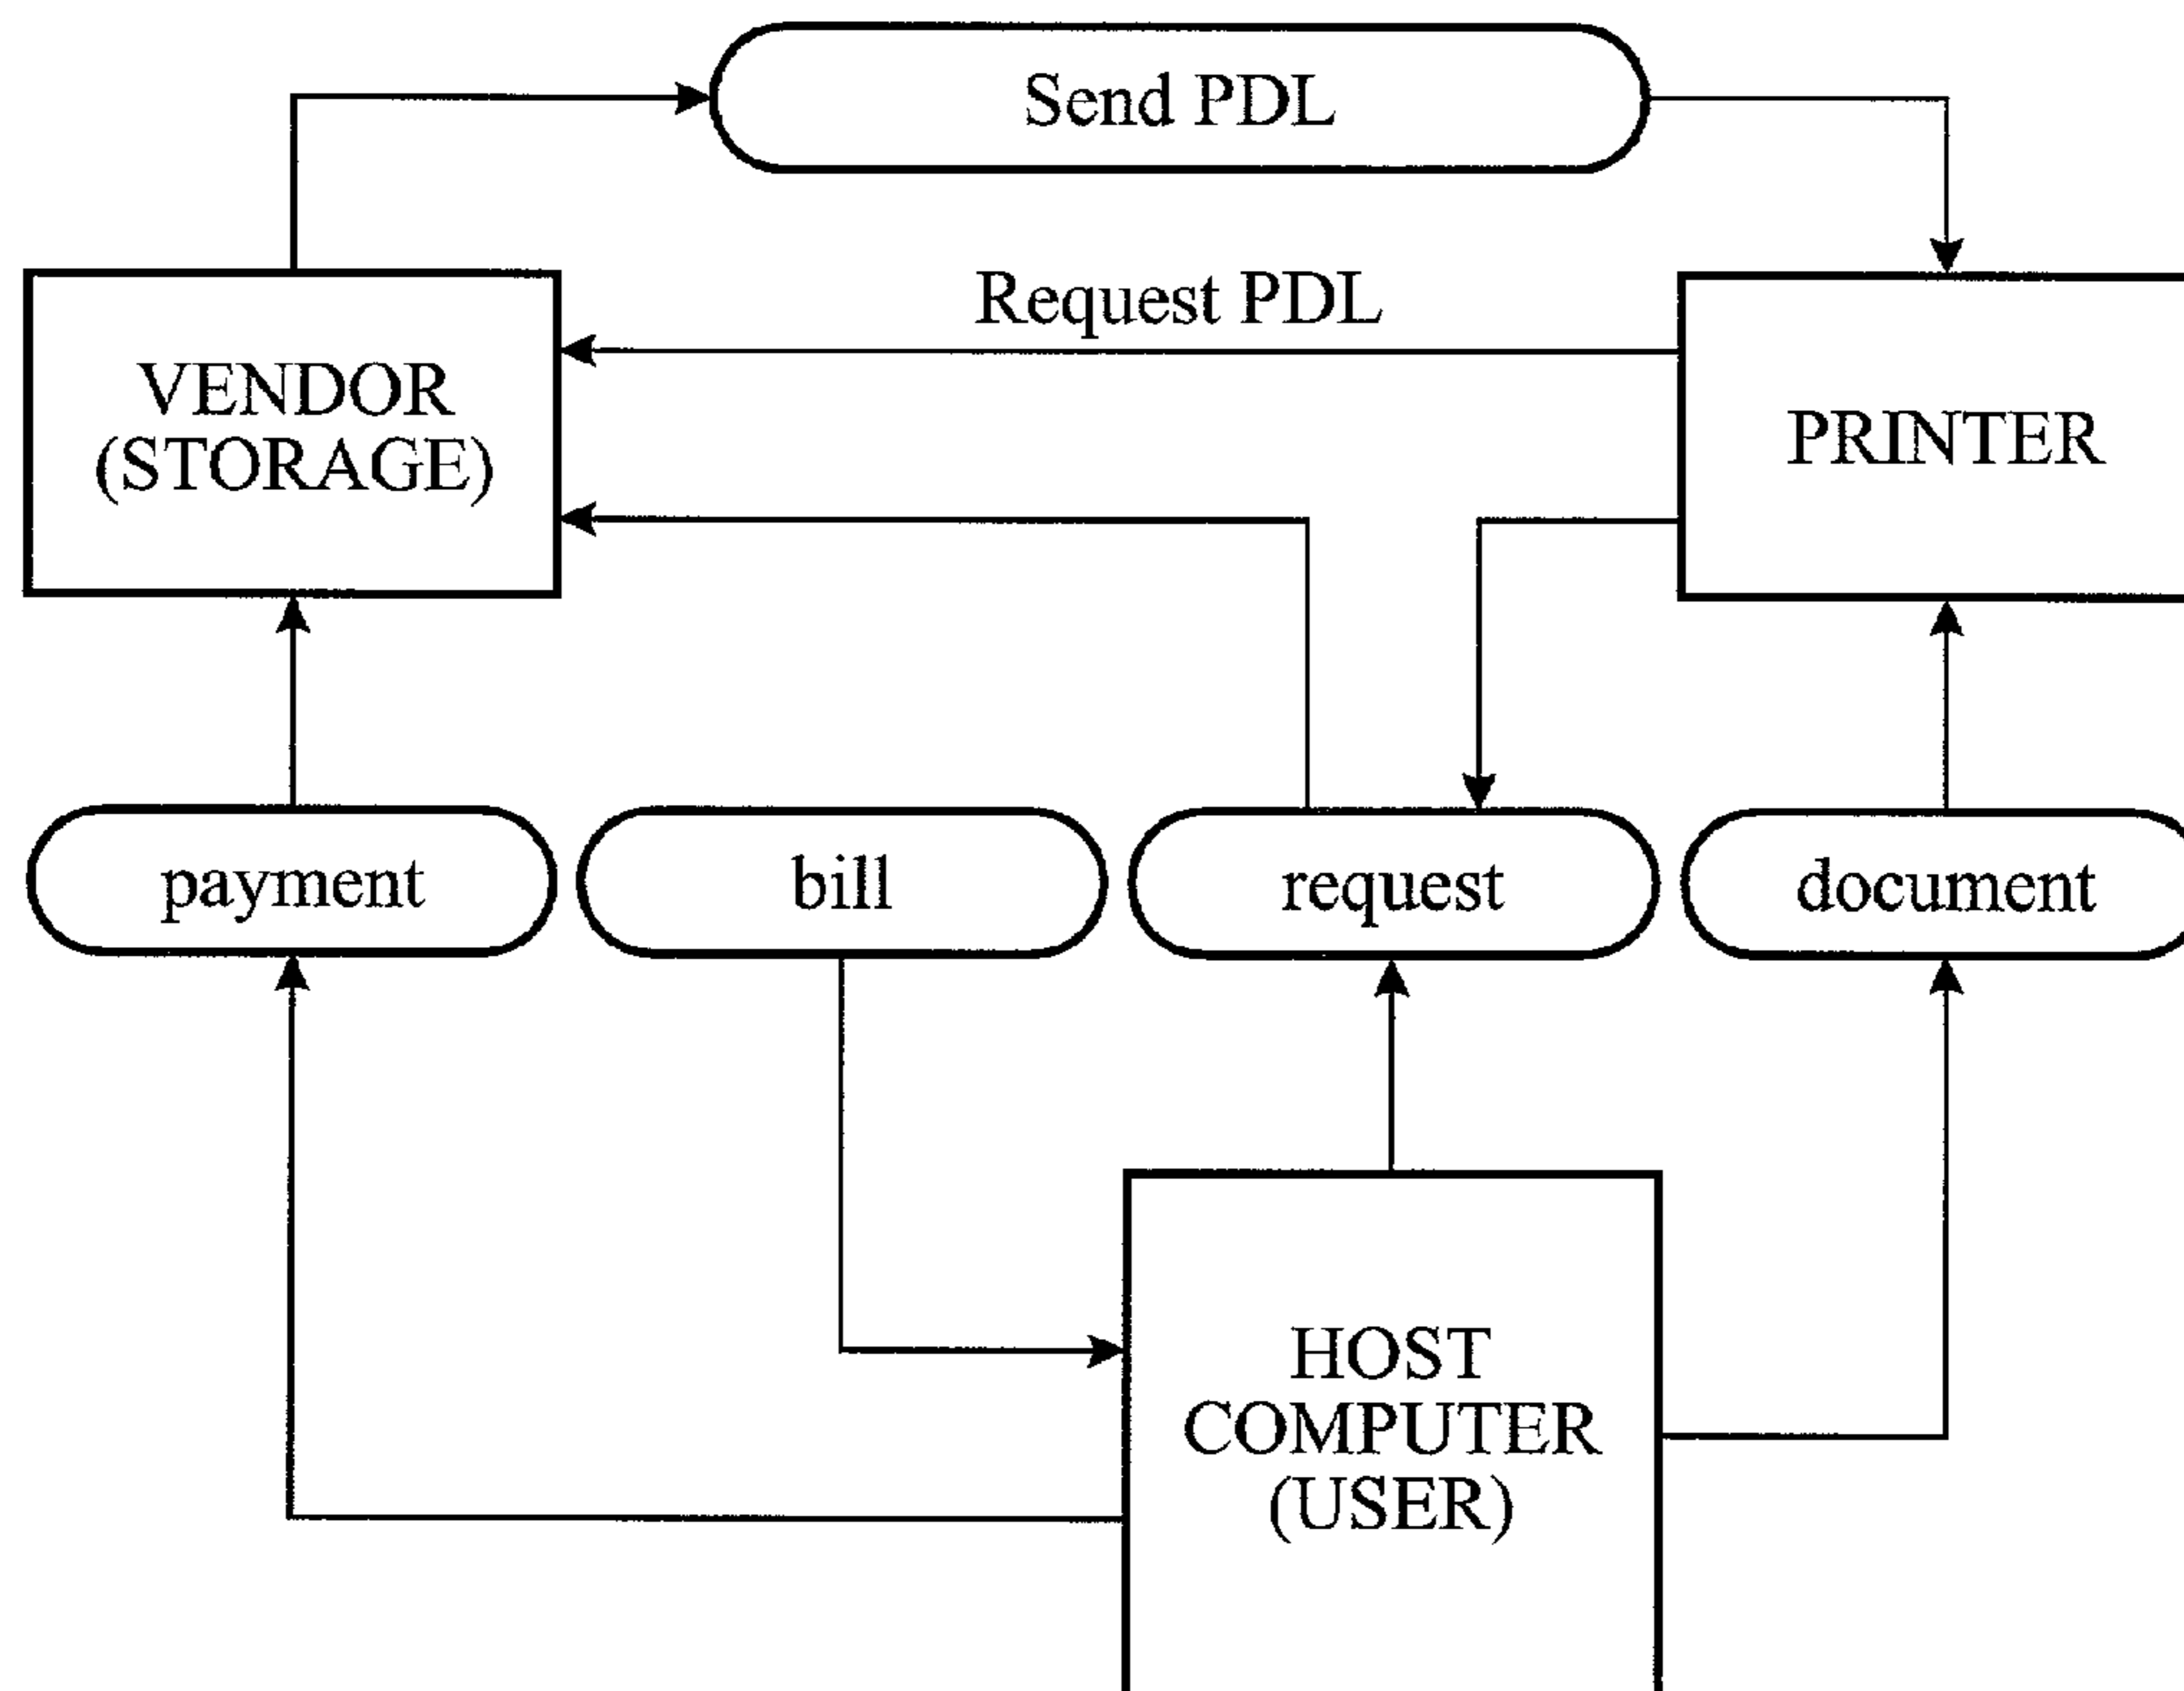 Send PDL
Request PDL
VENDOR
(STORAGE)
PRINTER
payment
bill
request
document
HOST
COMPUTER
(USER)